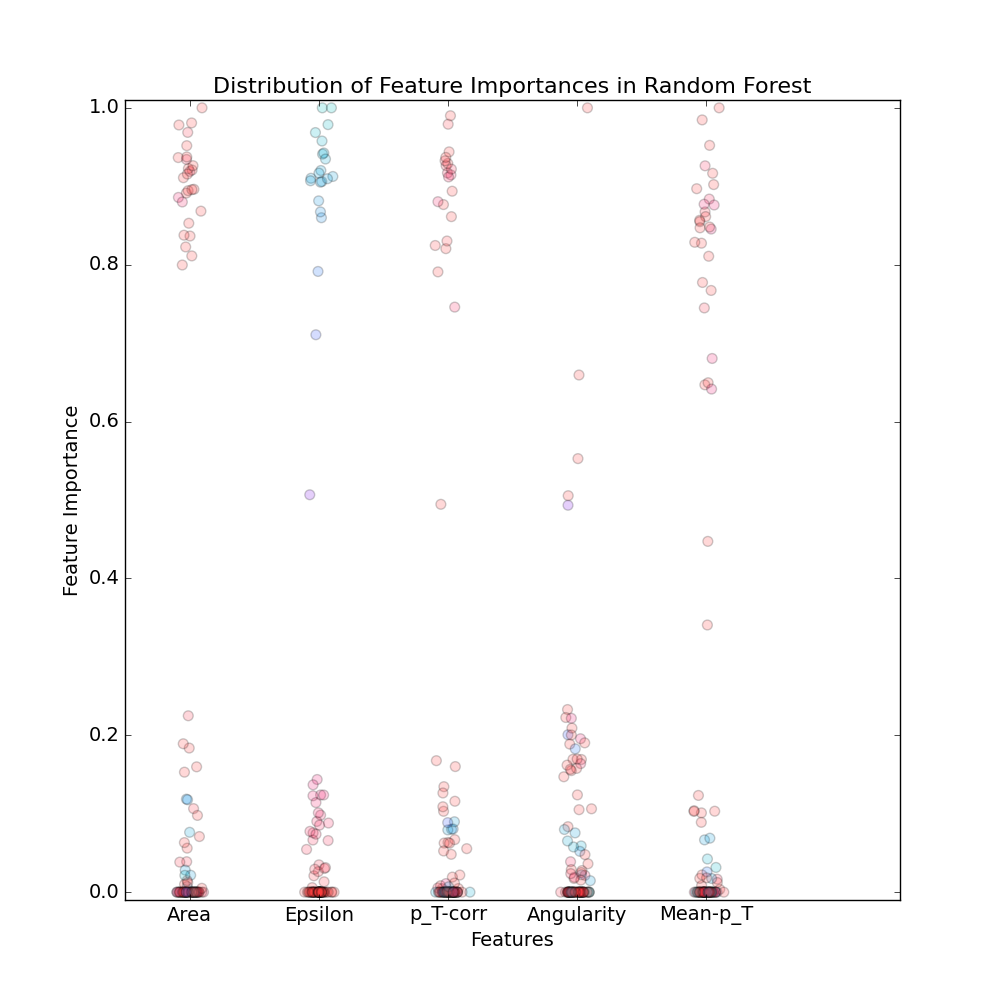 Distribution of Feature Importances in Random Forest
1.0
0.8
0.6
0.4
0.2
0.0
Feature Importance
Area Epsilon p_T-corr Angularity Mean-p_T
Features